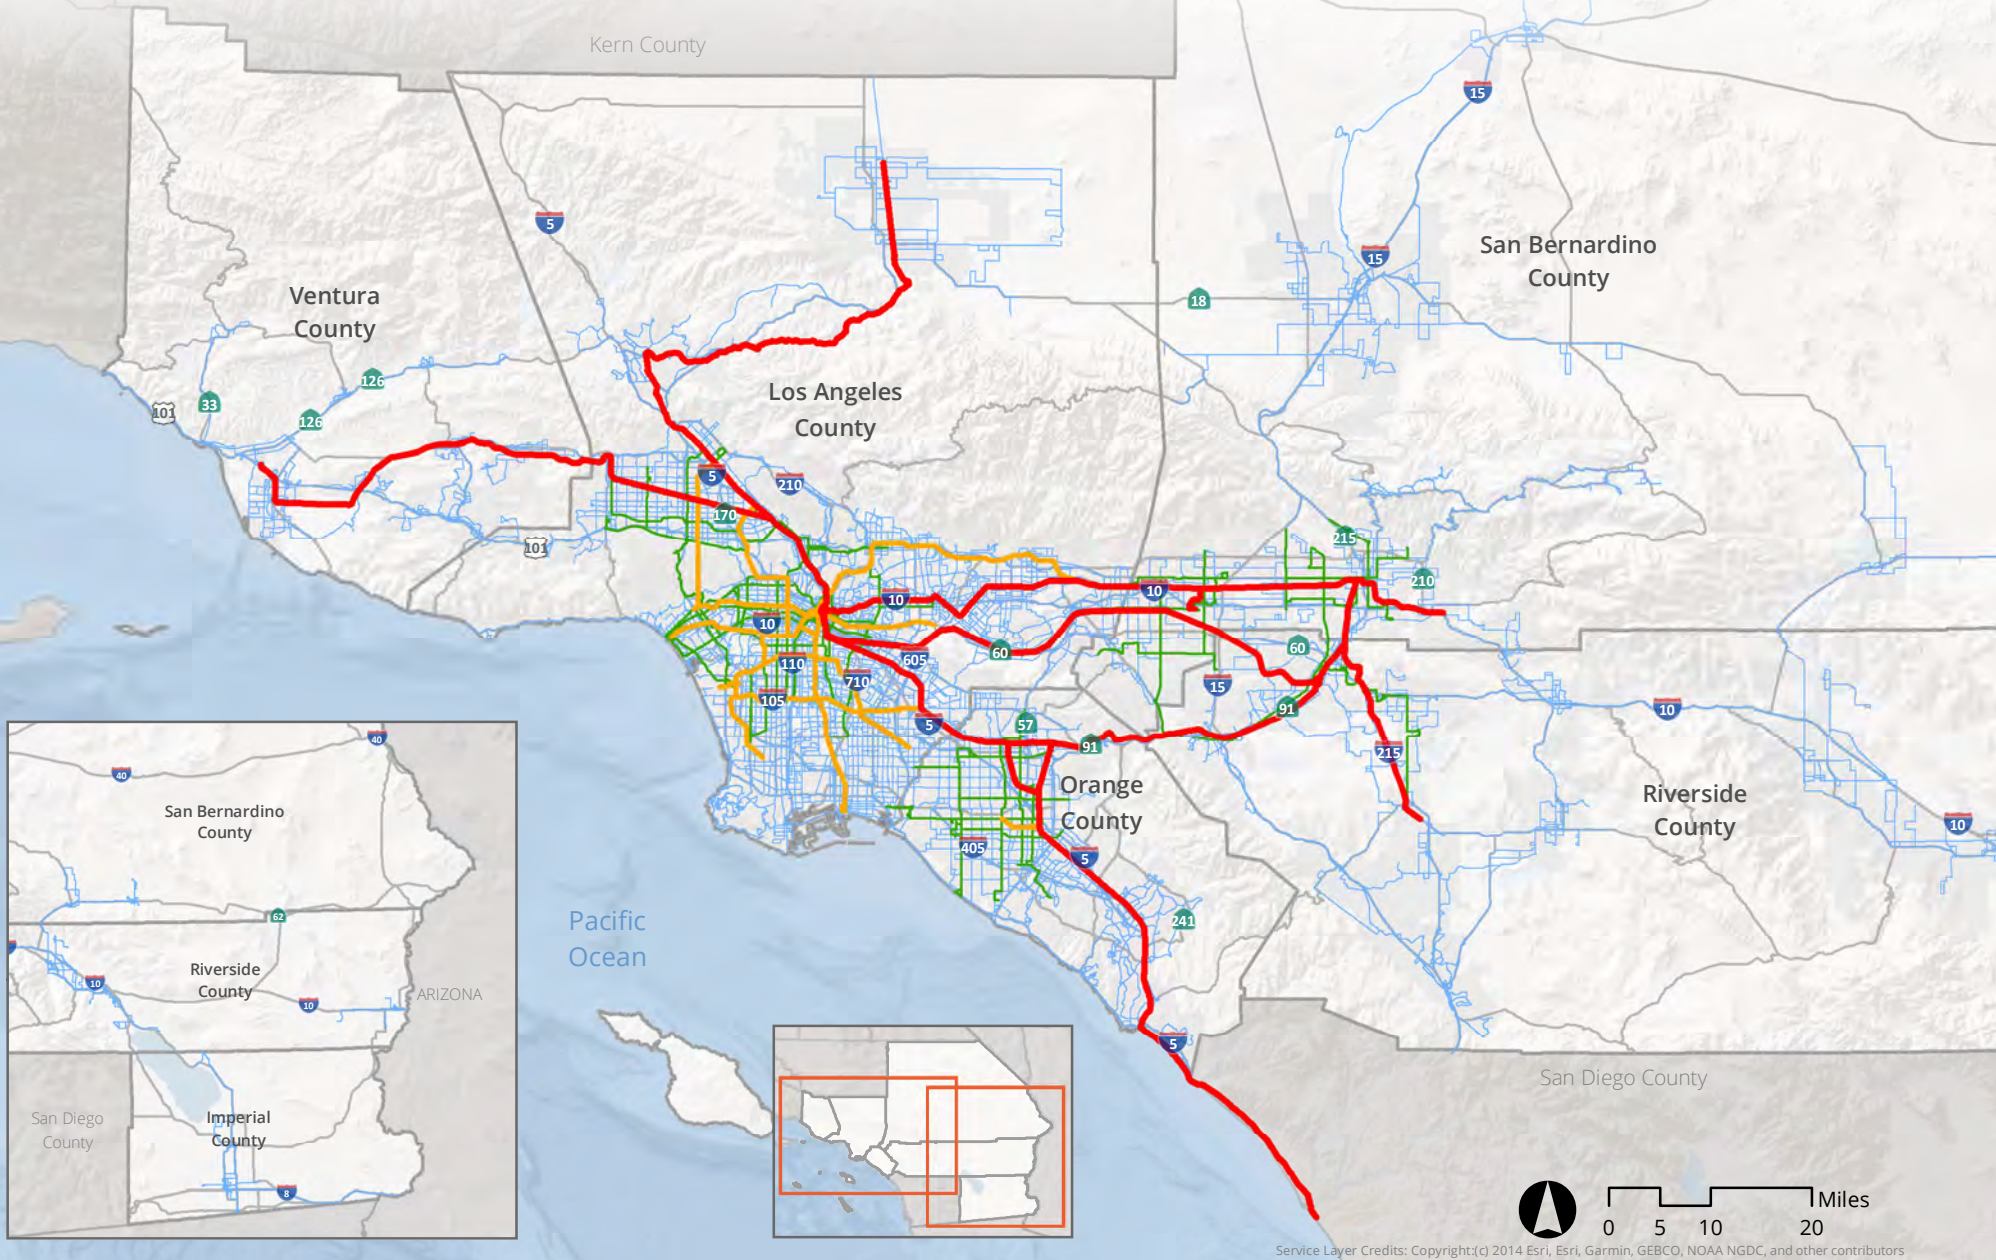 Kern County
15
5
San Bernardino
County
15
Ventura
County
18
126
Los Angeles
County
33
101
126
5
210
170
215
101
210
10
10
10
60
110
605
60
710
15
105
91
5
57
10
91
215
Orange
County
Riverside
County
10
405
5
241
Pacific
Ocean
5
San Diego County
40
40
San Bernardino
County
62
Riverside
County
10
10
ARIZONA
San Diego
County
Imperial
County
8
Miles
0 5 10 20
Service Layer Credits: Copyright:(c) 2014 Esri, Esri, Garmin, GEBCO, NOAA NGDC, and other contributors